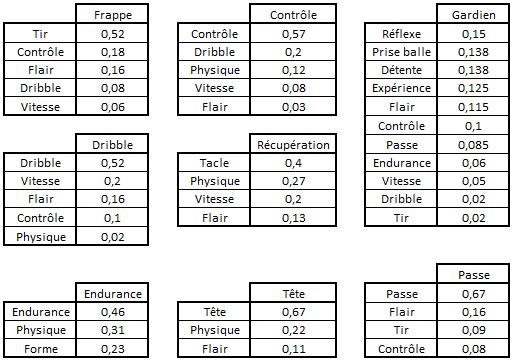 Frappe
Tir 0,52
Contrôle 0,18
Flair 0,16
Dribble 0,08
Vitesse 0,06
Contrôle
Contrôle 0,57
Dribble 0,2
Physique 0,12
Vitesse 0,08
Flair 0,03
Gardien
Réflexe 0,15
Prise balle 0,138
Détente 0,138
Expérience 0,125
Flair 0,115
Contrôle 0,1
Passe 0,085
Endurance 0,06
Vitesse 0,05
Dribble 0,02
Tir 0,02
Dribble
Dribble 0,52
Vitesse 0,2
Flair 0,16
Contrôle 0,1
Physique 0,02
Récupération
Tacle 0,4
Physique 0,27
Vitesse 0,2
Flair 0,13
Endurance
Endurance 0,46
Physique 0,31
Forme 0,23
Tête
Tête 0,67
Physique 0,22
Flair 0,11
Passe
Passe 0,67
Flair 0,16
Tir 0,09
Contrôle 0,08